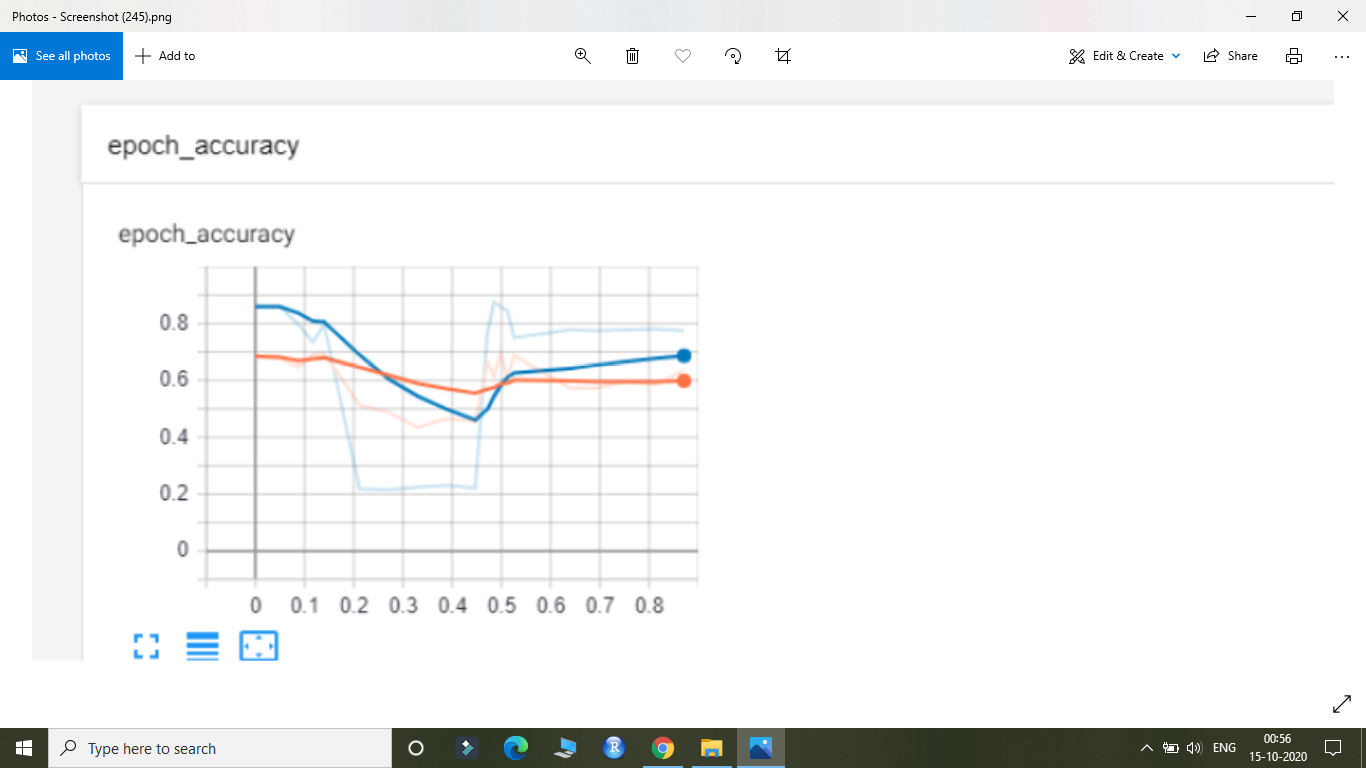 Photos - Screenshot (245).png
See all photos
Add to
Edit & Create
Share
epoch_accuracy
epoch_accuracy
0.8
0.6
0.4
0.2
0
0 0.1 0.2 0.3 0.4 0.5 0.6 0.7 0.8
Type here to search
R
ENG
00:56
15-10-2020